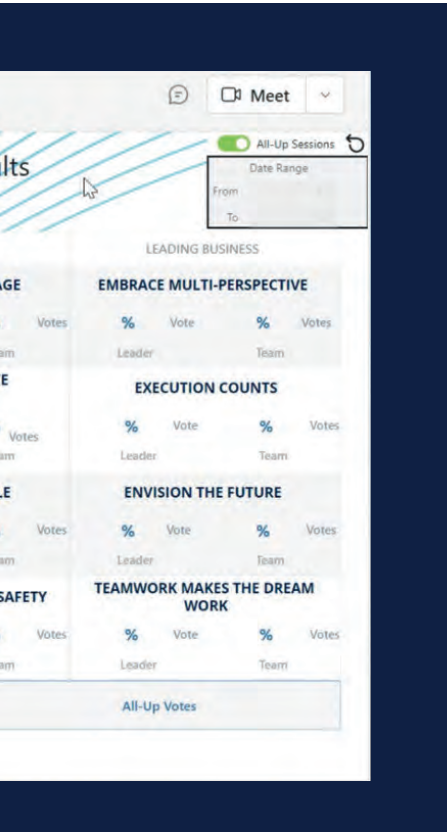 Meet
ults
All-Up Sessions
Date Range
From
To
LEADING BUSINESS
AGE
EMBRACE MULTI-PERSPECTIVE
Votes
% Vote % Votes
am
Leader Team
E
EXECUTION COUNTS
Votes
% Vote % Votes
am
Leader Team
LE
ENVISION THE FUTURE
Votes
% Vote % Votes
am
Leader Team
SAFETY
TEAMWORK MAKES THE DREAM
WORK
Votes
% Vote % Votes
am
Leader Team
All-Up Votes